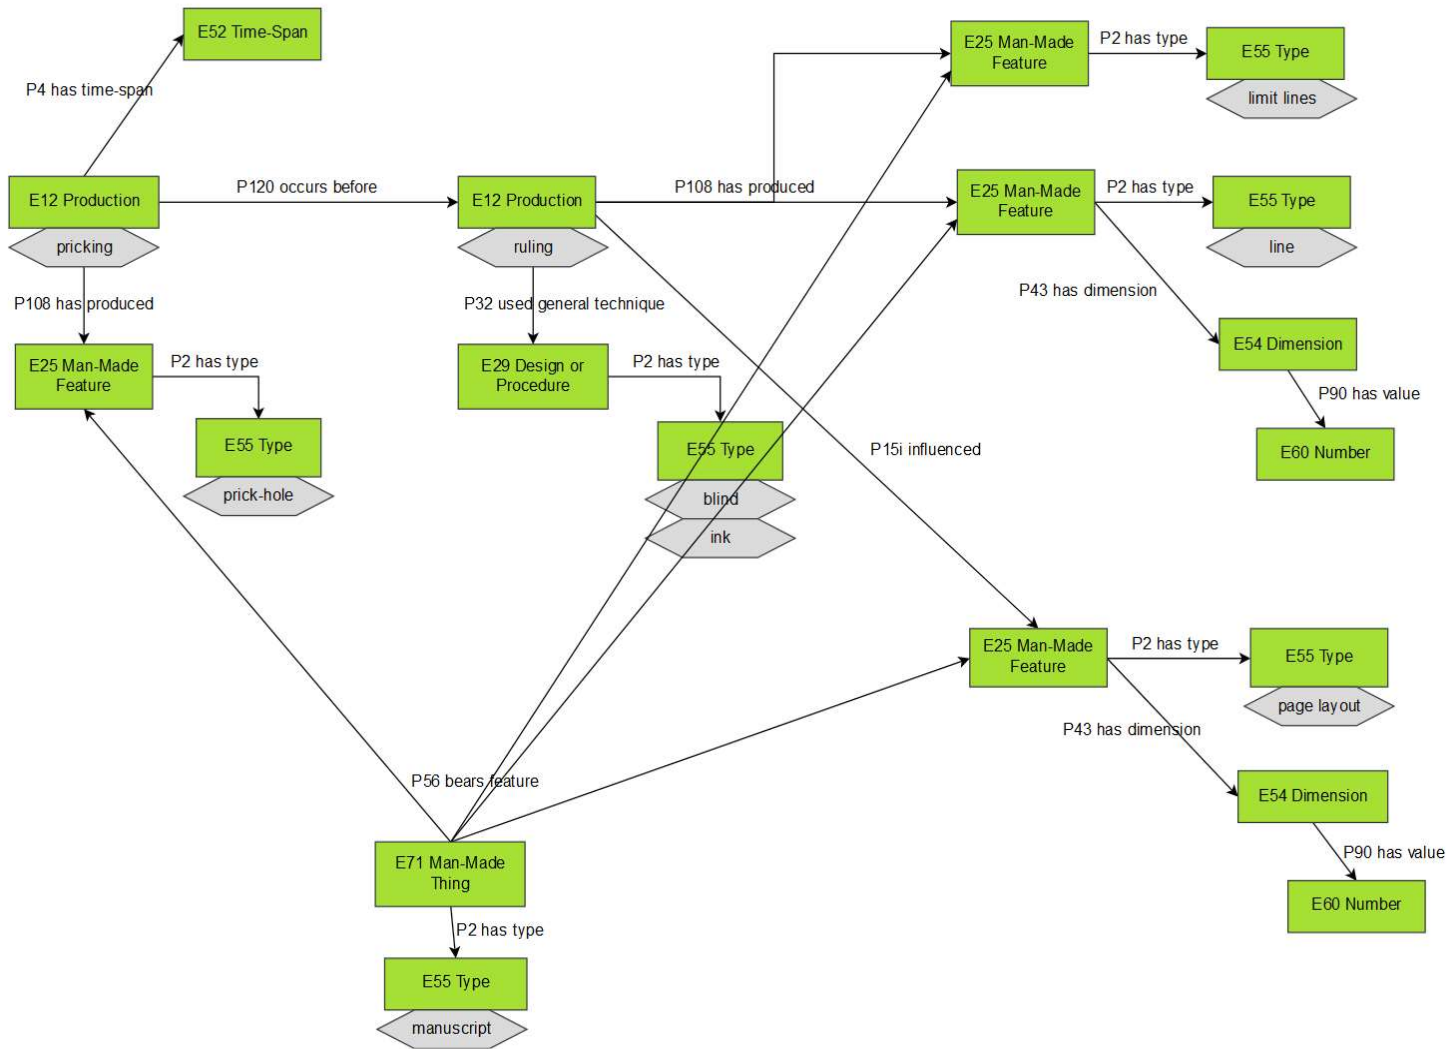 E52 Time-Span
E25 Man-Made
Feature
P2 has type
E55 Type
limit lines
P4 has time-span
E12 Production
pricking
P120 occurs before
E12 Production
ruling
P108 has produced
E25 Man-Made
Feature
P2 has type
E55 Type
line
P108 has produced
P32 used general technique
P43 has dimension
E25 Man-Made
Feature
P2 has type
E29 Design or
Procedure
P2 has type
E54 Dimension
P90 has value
E55 Type
prick-hole
E55 Type
blind
ink
P15i influenced
E60 Number
E25 Man-Made
Feature
P2 has type
E55 Type
page layout
P43 has dimension
P56 bears feature
E54 Dimension
P90 has value
E71 Man-Made
Thing
E60 Number
P2 has type
E55 Type
manuscript